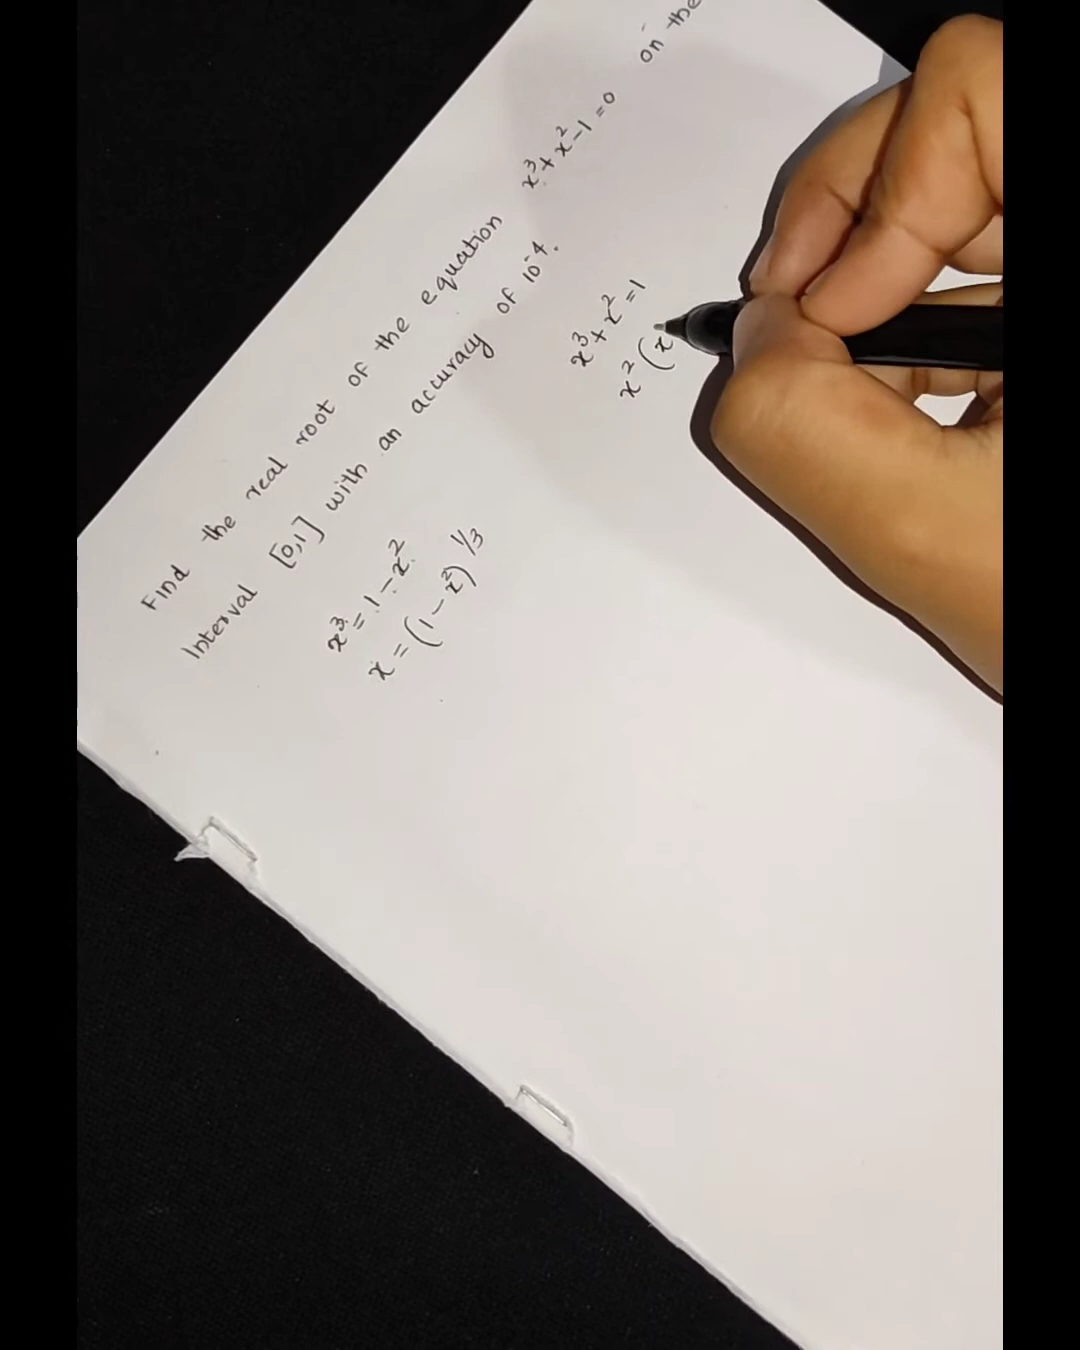 Find the real root of the equation x³ + x² - 1 = 0 on the
Interval [0,1] with an accuracy of 10⁻⁴.
x³ = 1 - x²
x = (1 - x²)^1/3
x³ + x² = 1
x² (x